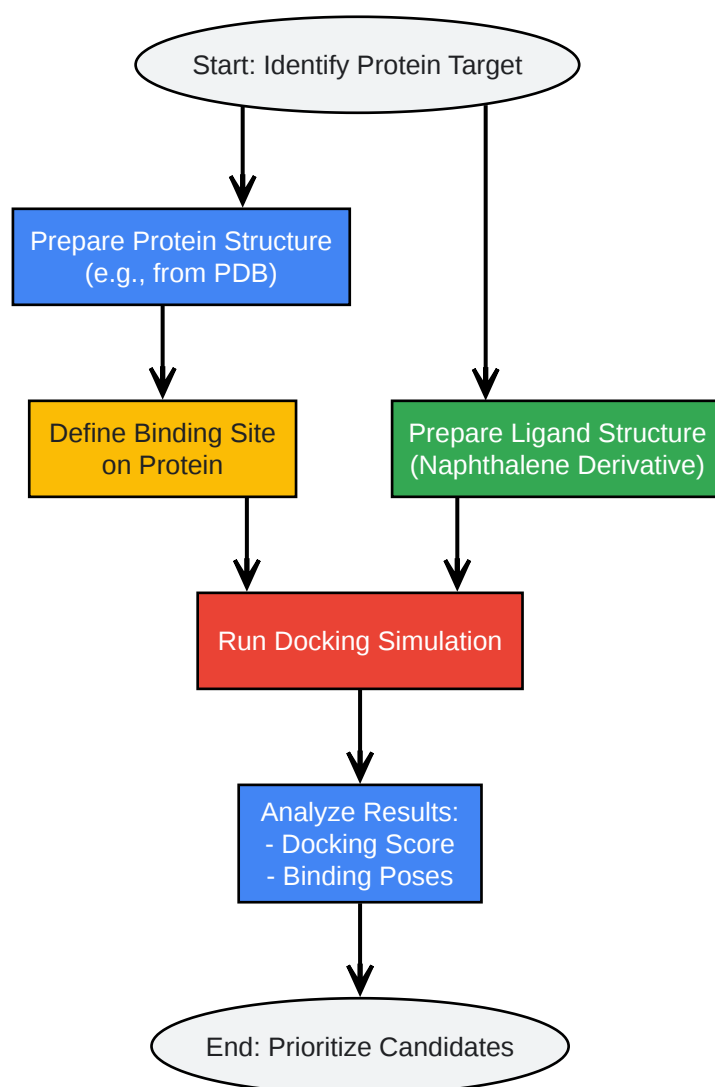 Start: Identify Protein Target
Prepare Protein Structure
(e.g., from PDB)
Define Binding Site
on Protein
Prepare Ligand Structure
(Naphthalene Derivative)
Run Docking Simulation
Analyze Results:
- Docking Score
- Binding Poses
End: Prioritize Candidates